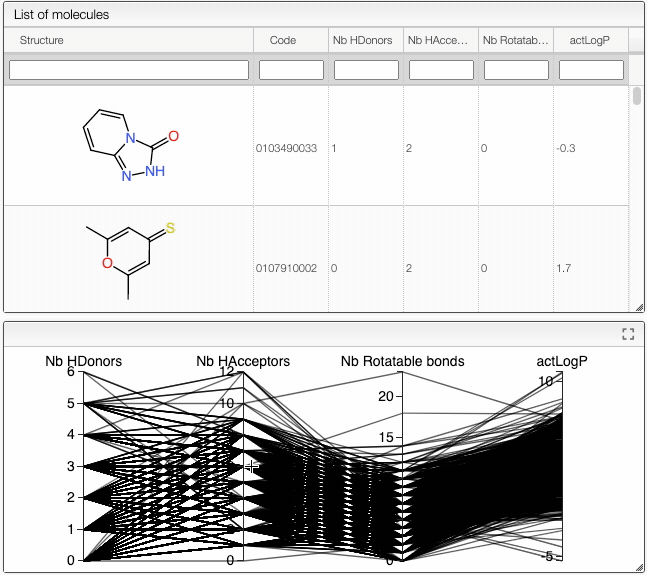 List of molecules
Structure Code Nb HDonors Nb HAcce... Nb Rotatab... actLogP
N O N NH
0103490033 1 2 0 -0.3
S O
0107910002 0 2 0 1.7
Nb HDonors Nb HAcceptors Nb Rotatable bonds actLogP
6 12
10
20
5 10
4 15
3
2
1
0 0 0 -5